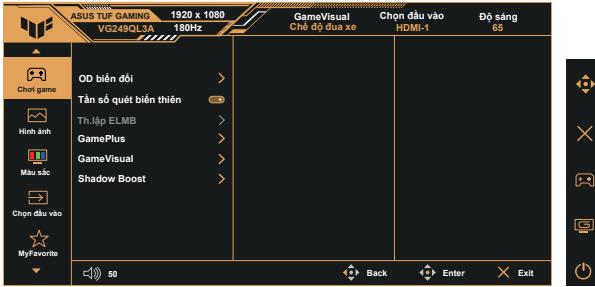 ASUS TUF GAMING 1920 x 1080
VG249QL3A 180Hz
GameVisual
Chế độ đua xe
Chọn đầu vào
HDMI-1
Độ sáng
65
Chơi game
Hình ảnh
Màu sắc
Chọn đầu vào
MyFavorite
OD biến đổi
Tần số quét biến thiên
Th.lập ELMB
GamePlus
GameVisual
Shadow Boost
50
Back
Enter
Exit